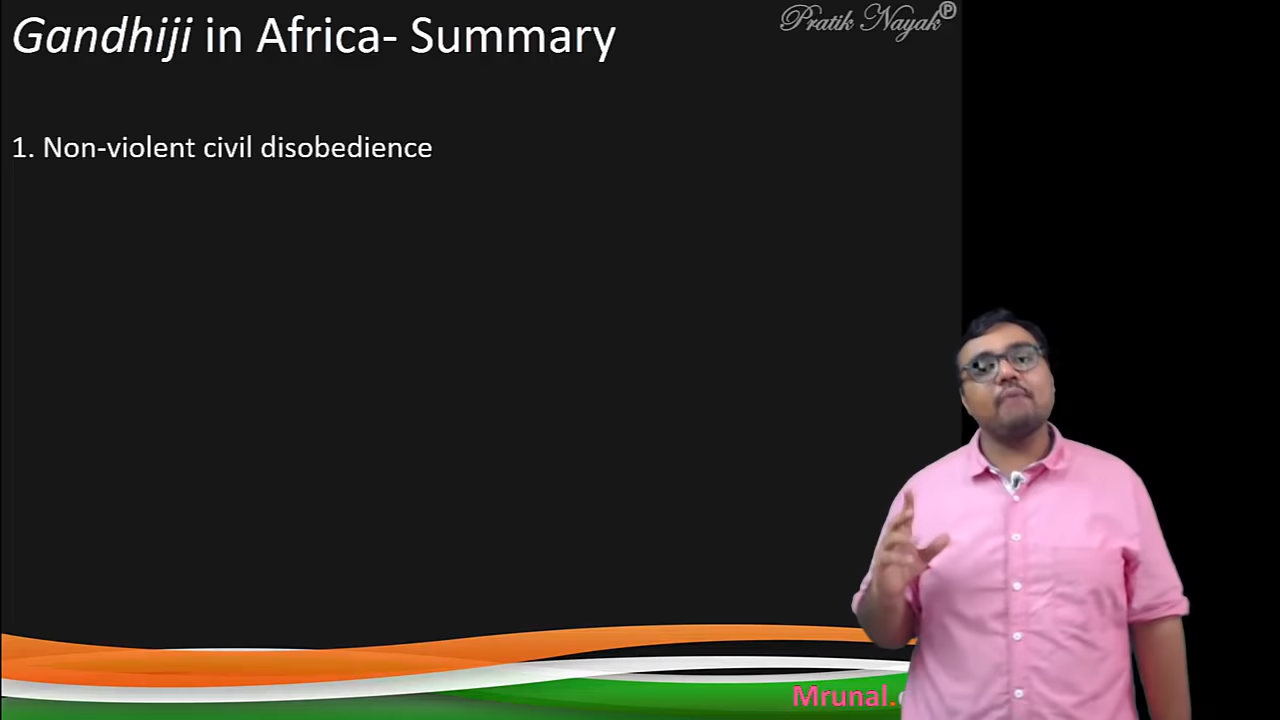 Gandhiji in Africa- Summary
Pratik Nayak℗
1. Non-violent civil disobedience
Mrunal.